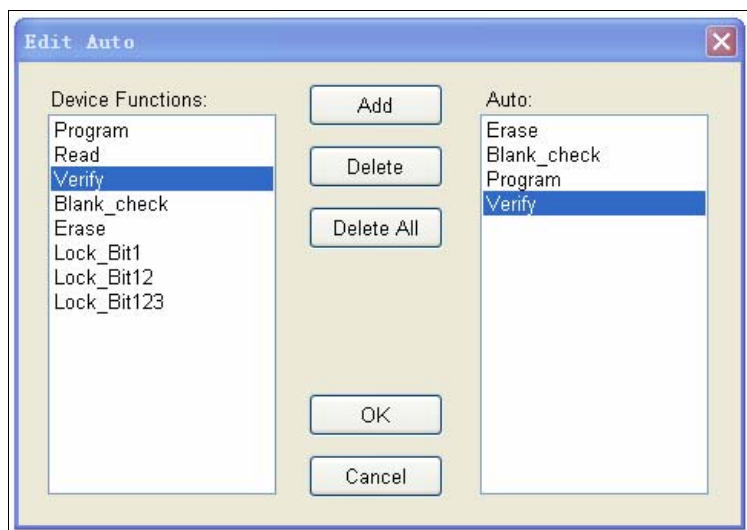 Edit Auto
Device Functions:
Program
Read
Verify
Blank_check
Erase
Lock_Bit1
Lock_Bit12
Lock_Bit123
Add
Delete
Delete All
OK
Cancel
Auto:
Erase
Blank_check
Program
Verify